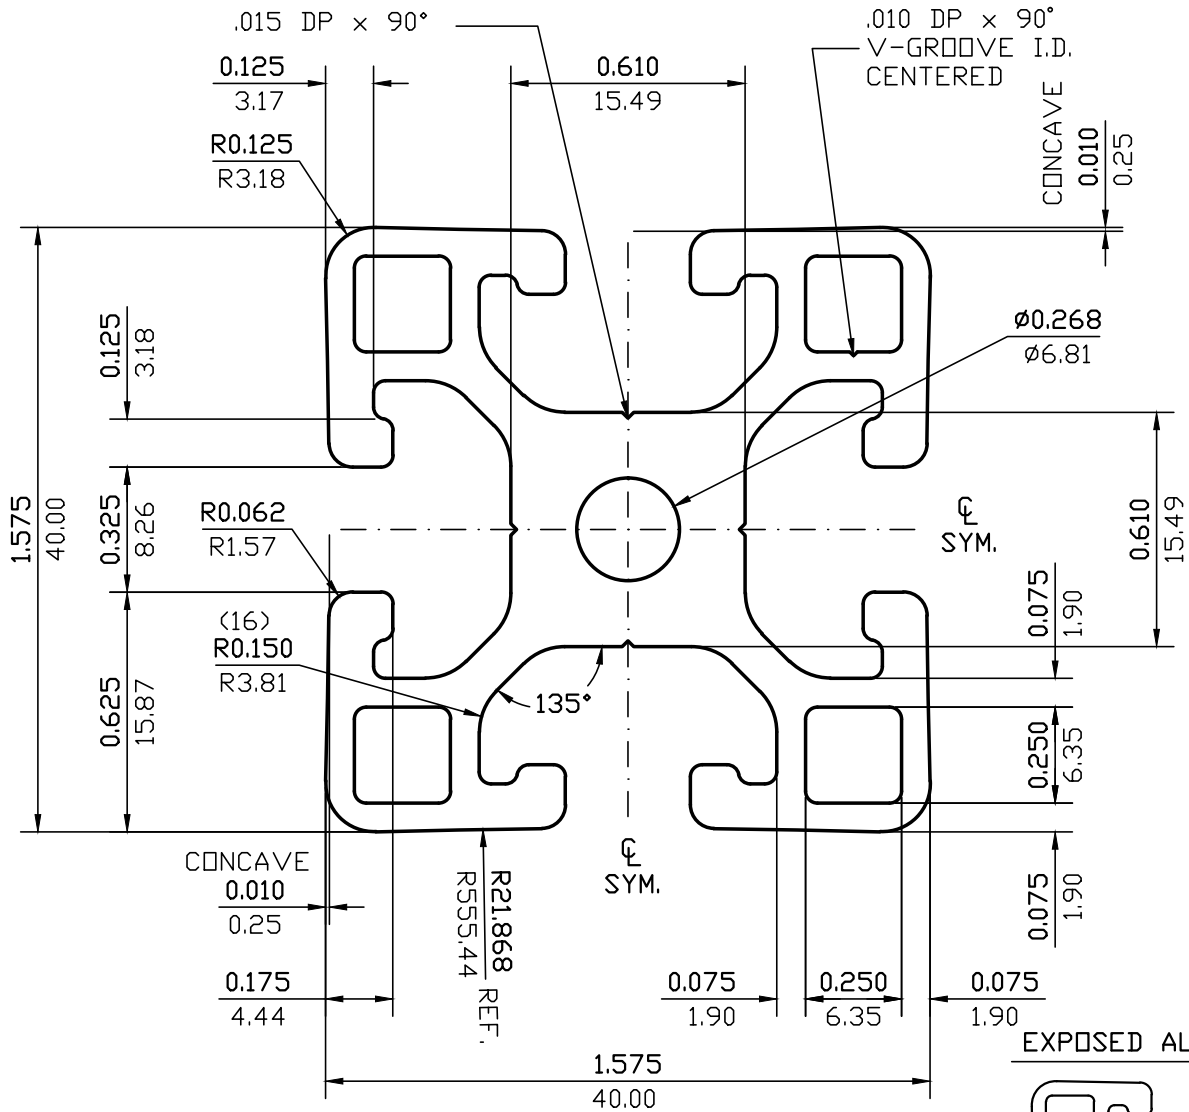 .015 DP x 90°
.010 DP x 90°
V-GROOVE I.D.
CENTERED
0.125
3.17
0.610
15.49
CONCAVE
0.010
0.25
R0.125
R3.18
0.125
3.18
Ø0.268
Ø6.81
1.575
40.00
0.325
8.26
R0.062
R1.57
℄
SYM.
0.610
15.49
0.075
1.90
(16)
R0.150
R3.81
0.625
15.87
135°
0.250
6.35
CONCAVE
0.010
0.25
℄
SYM.
R21.868
R555.44 REF.
0.075
1.90
0.175
4.44
0.075
1.90
0.250
6.35
0.075
1.90
EXPOSED AL
1.575
40.00